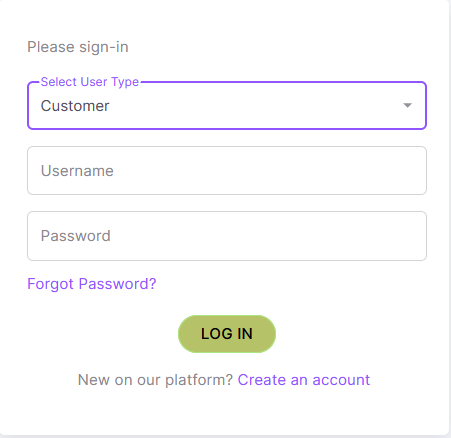 Please sign-in
Select User Type
Customer
Username
Password
Forgot Password?
LOG IN
New on our platform? Create an account